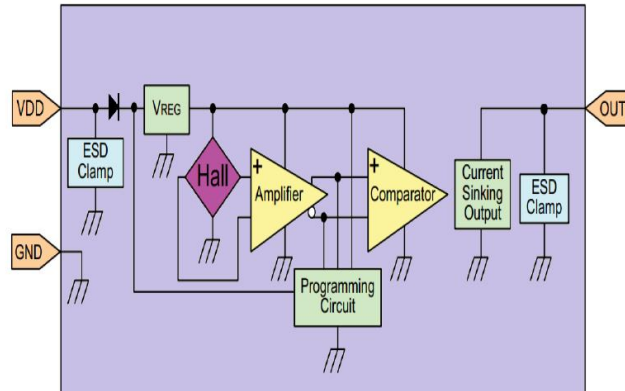 VDD
VREG
OUT
ESD
Clamp
Hall
+
Amplifier
+
Comparator
Current
Sinking
Output
ESD
Clamp
GND
Programming
Circuit